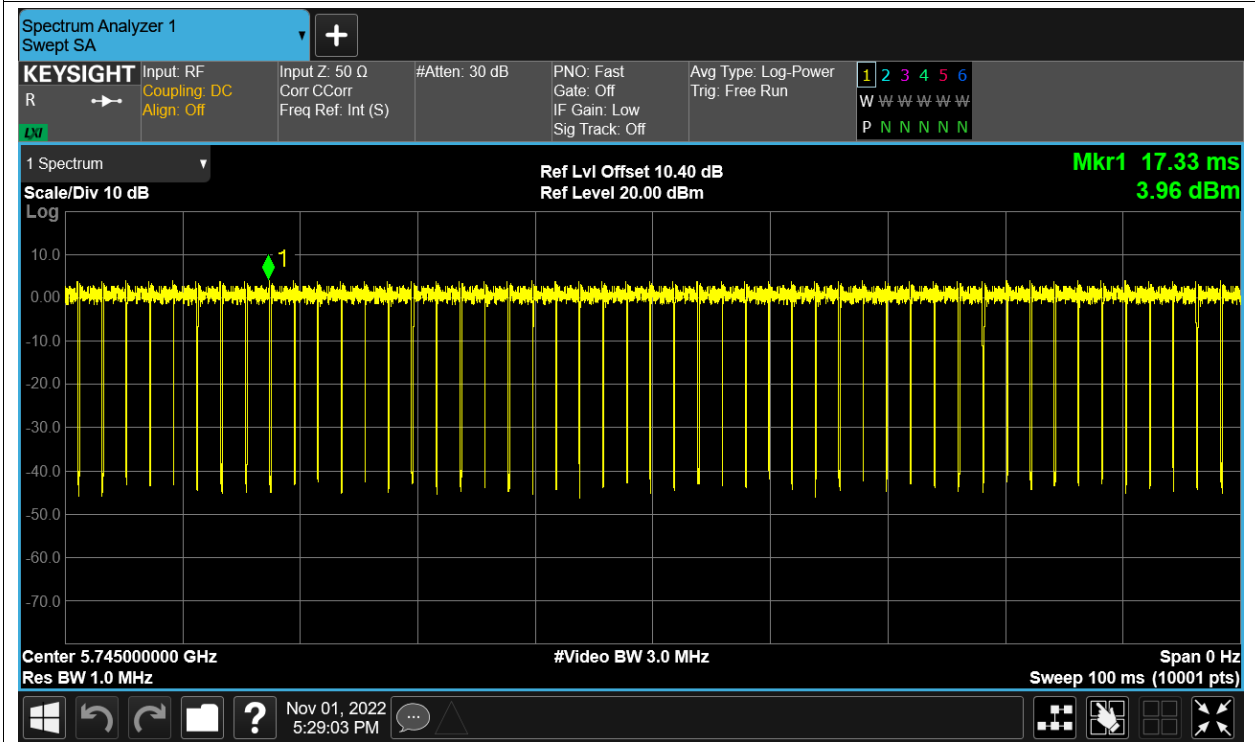 Spectrum Analyzer 1
Swept SA
+
KEYSIGHT
R
LXI
Input: RF
Coupling: DC
Align: Off
Input Z: 50 Ω
Corr CCorr
Freq Ref: Int (S)
#Atten: 30 dB
PNO: Fast
Gate: Off
IF Gain: Low
Sig Track: Off
Avg Type: Log-Power
Trig: Free Run
1 2 3 4 5 6
W W W W W W
P N N N N N
1 Spectrum
Scale/Div 10 dB
Log
Ref Lvl Offset 10.40 dB
Ref Level 20.00 dBm
Mkr1 17.33 ms
3.96 dBm
1
10.0
0.00
-10.0
-20.0
-30.0
-40.0
-50.0
-60.0
-70.0
Center 5.745000000 GHz
Res BW 1.0 MHz
#Video BW 3.0 MHz
Span 0 Hz
Sweep 100 ms (10001 pts)
?
Nov 01, 2022
5:29:03 PM